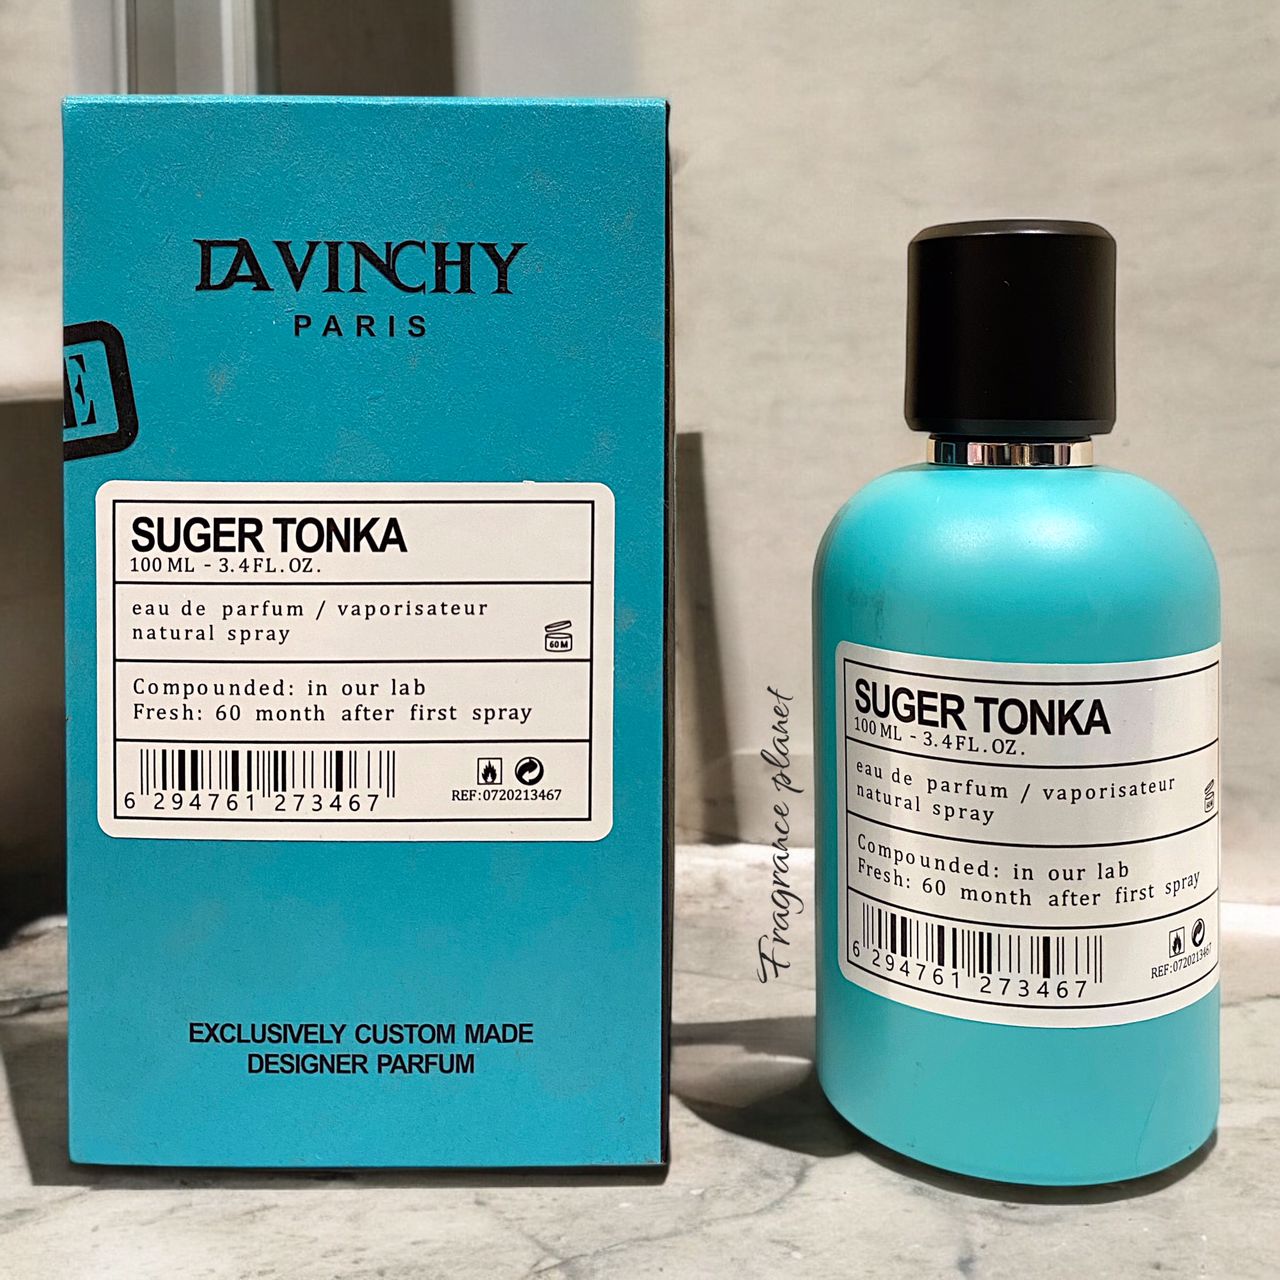 DAVINCHY
PARIS
E
SUGER TONKA
100 ML - 3.4FL.OZ.
eau de parfum / vaporisateur
natural spray
60 M
Compounded: in our lab
Fresh: 60 month after first spray
6 294761 273467
REF:0720213467
EXCLUSIVELY CUSTOM MADE
DESIGNER PARFUM
Fragrance planet
SUGER TONKA
100 ML - 3.4FL.OZ.
eau de parfum / vaporisateur
natural spray
Compounded: in our lab
Fresh: 60 month after first spray
6 294761 273467
REF:0720213467